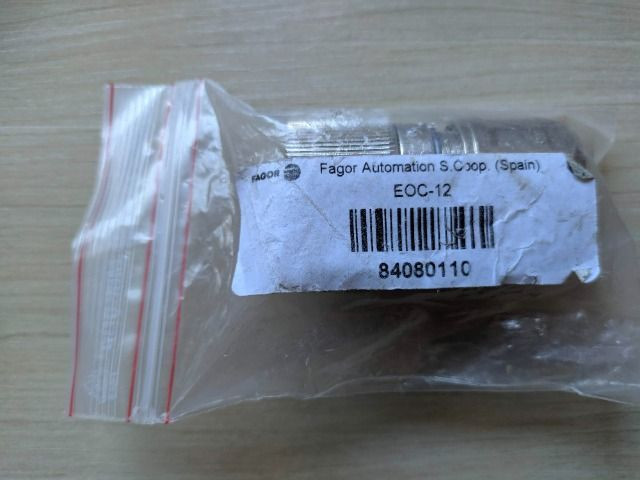 FAGOR
Fagor Automation S.Coop. (Spain)
EOC-12
84080110